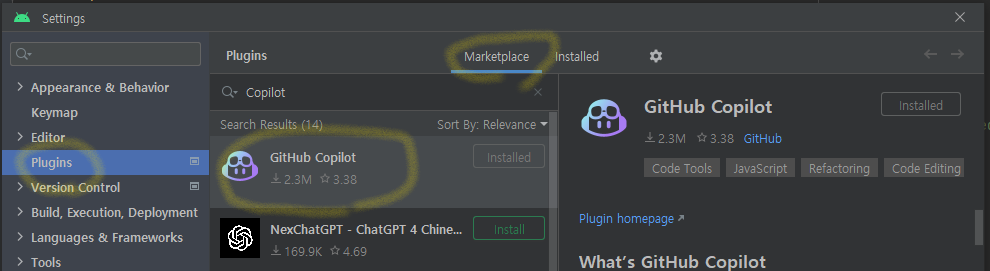 Settings
Appearance & Behavior
Keymap
Editor
Plugins
Version Control
Build, Execution, Deployment
Languages & Frameworks
Tools
Plugins
Marketplace
Installed
Copilot
Search Results (14)
Sort By: Relevance
GitHub Copilot
2.3M 3.38
Installed
NexChatGPT - ChatGPT 4 Chine...
169.9K 4.69
Install
GitHub Copilot
Installed
2.3M 3.38 GitHub
Code Tools JavaScript Refactoring Code Editing
Plugin homepage
What's GitHub Copilot